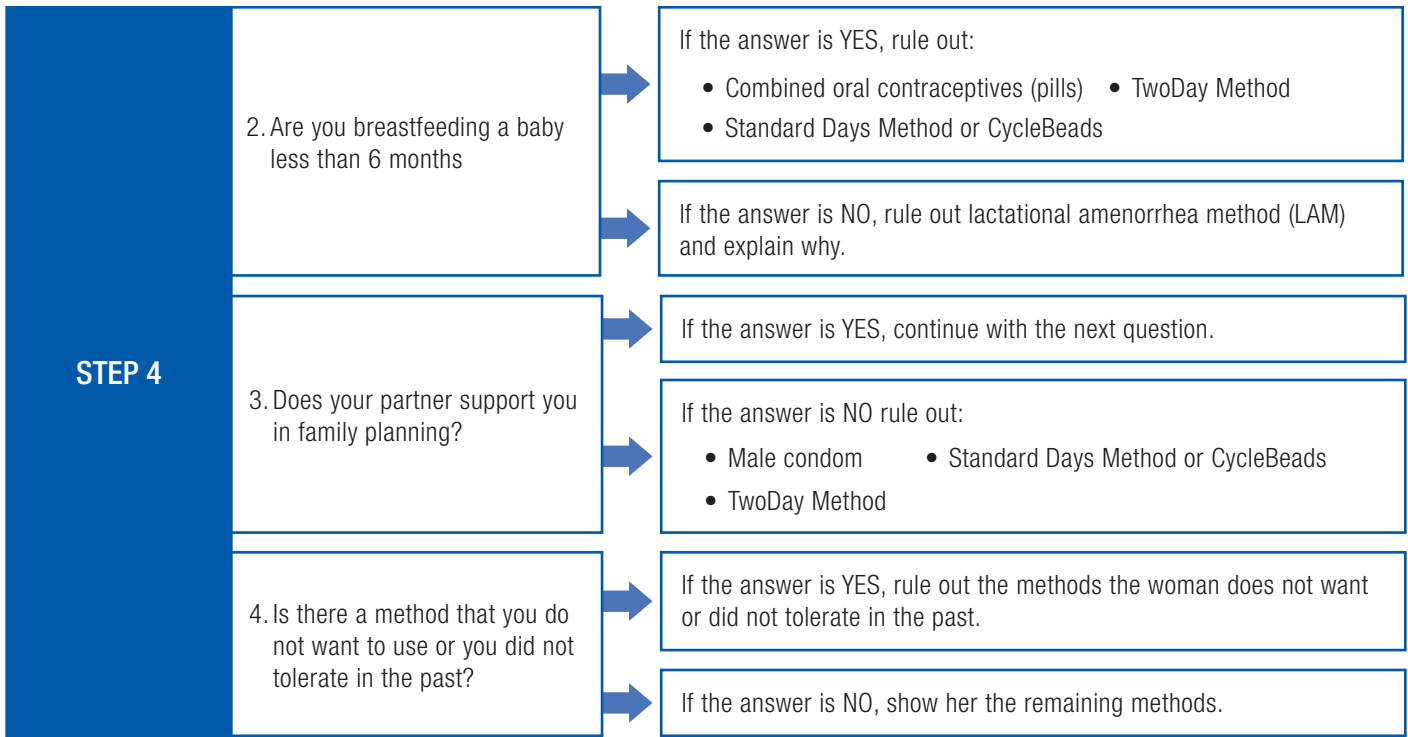 STEP 4
2. Are you breastfeeding a baby
less than 6 months
If the answer is YES, rule out:
• Combined oral contraceptives (pills) • TwoDay Method
• Standard Days Method or CycleBeads
If the answer is NO, rule out lactational amenorrhea method (LAM)
and explain why.
3. Does your partner support you
in family planning?
If the answer is YES, continue with the next question.
If the answer is NO rule out:
• Male condom • Standard Days Method or CycleBeads
• TwoDay Method
4. Is there a method that you do
not want to use or you did not
tolerate in the past?
If the answer is YES, rule out the methods the woman does not want
or did not tolerate in the past.
If the answer is NO, show her the remaining methods.